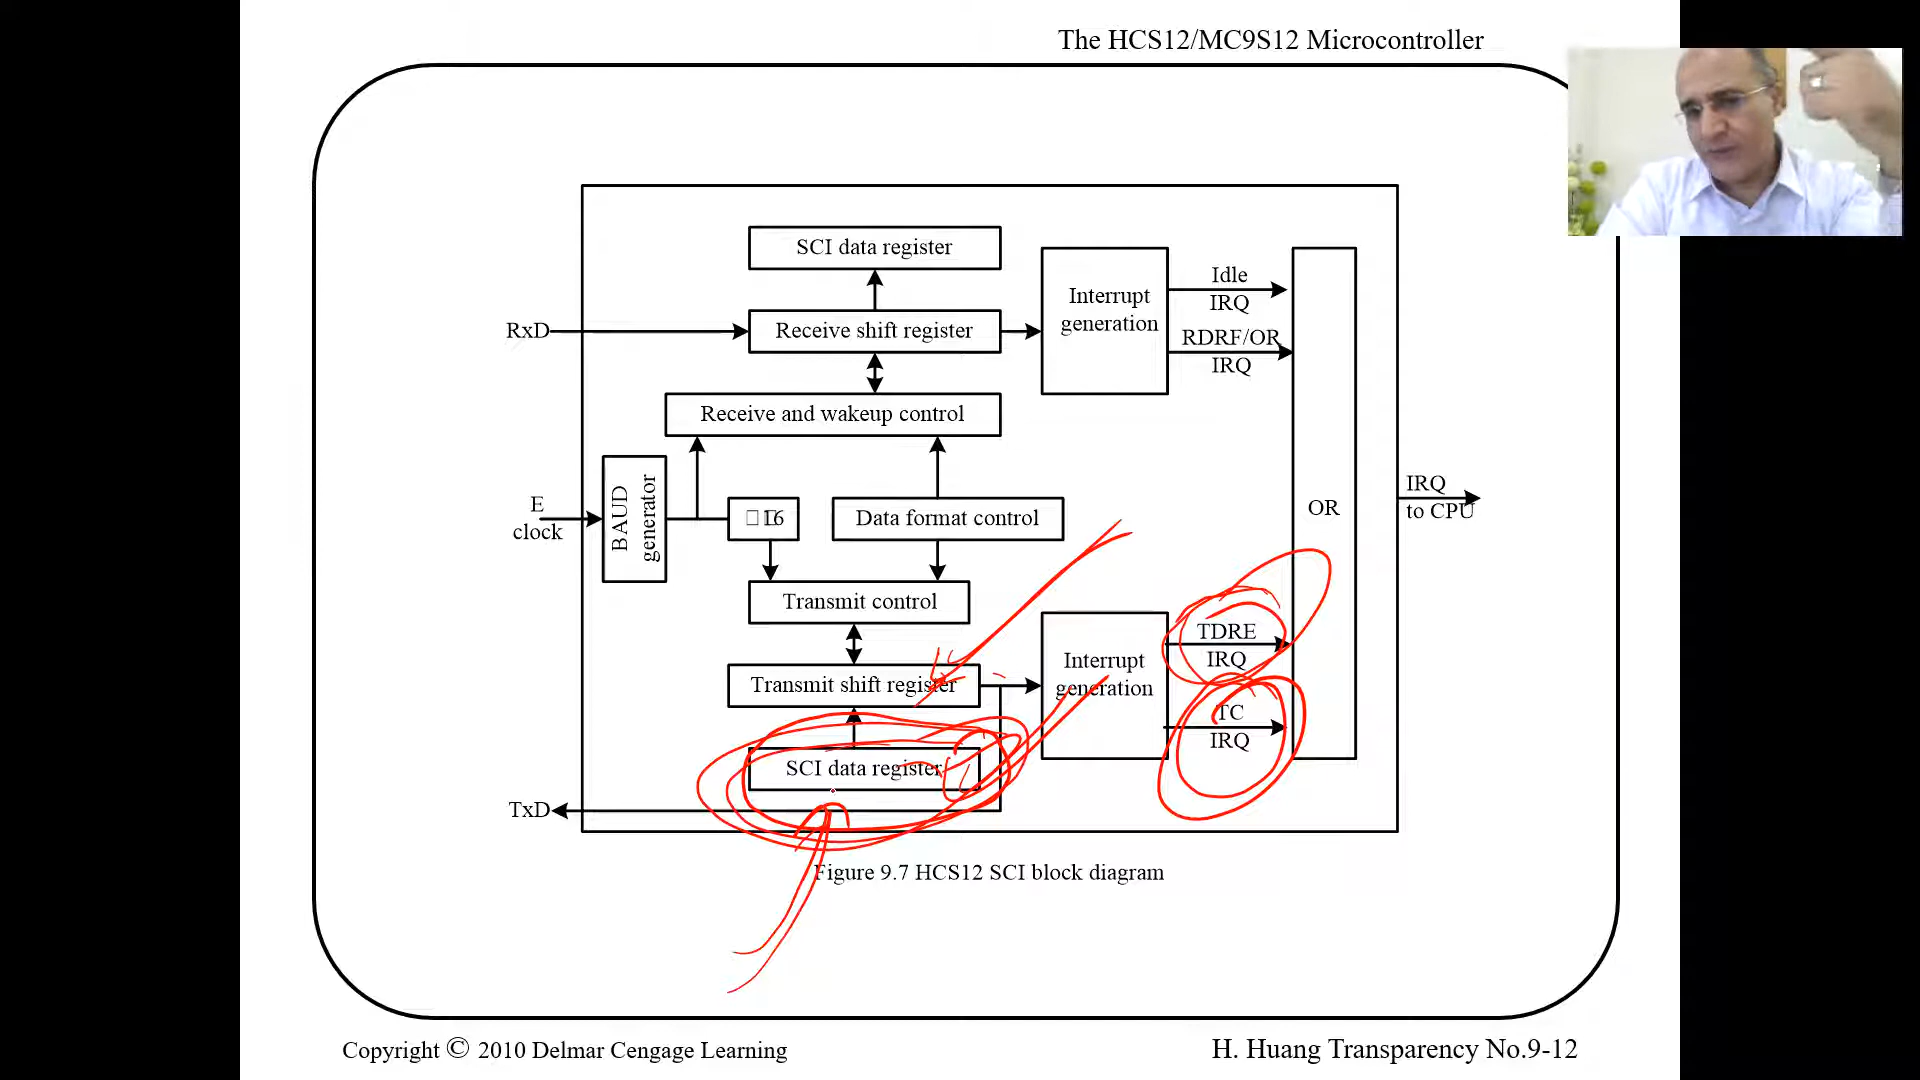 The HCS12/MC9S12 Microcontroller
SCI data register
Receive shift register
RxD
Interrupt
generation
Idle
IRQ
RDRF/OR
IRQ
Receive and wakeup control
E
clock
BAUD
generator
16
Data format control
OR
IRQ
to CPU
Transmit control
Transmit shift register
Interrupt
generation
TDRE
IRQ
TC
IRQ
SCI data register
TxD
Figure 9.7 HCS12 SCI block diagram
Copyright © 2010 Delmar Cengage Learning
H. Huang Transparency No.9-12